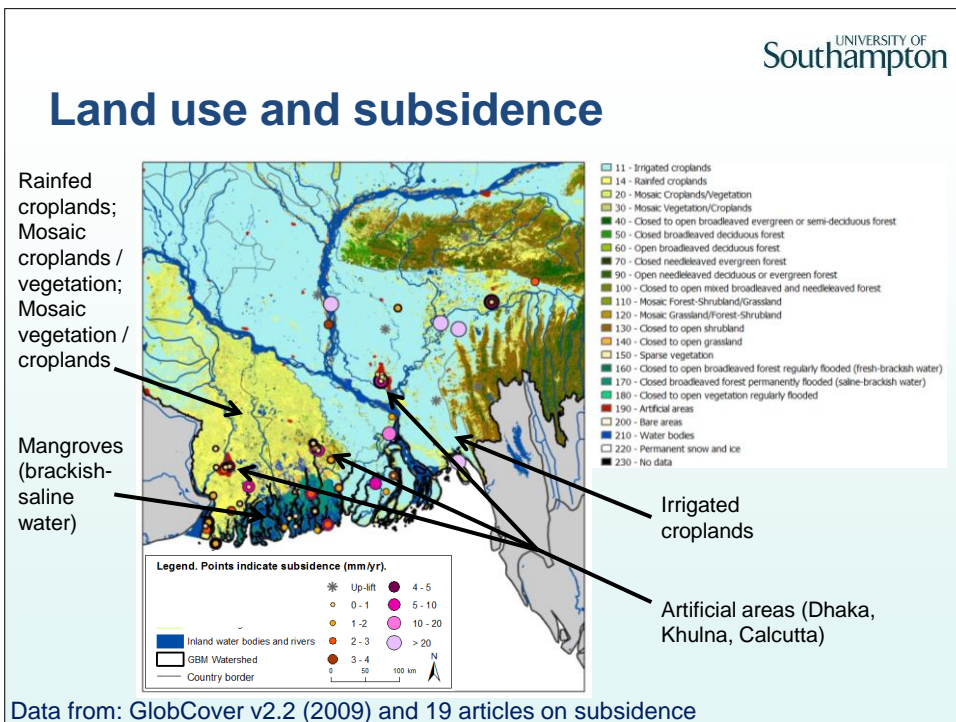 UNIVERSITY OF
Southampton
Land use and subsidence
Rainfed
croplands;
Mosaic
croplands /
vegetation;
Mosaic
vegetation /
croplands
Mangroves
(brackish-
saline
water)
11 - Irrigated croplands
14 - Rainfed croplands
20 - Mosaic Croplands/Vegetation
30 - Mosaic Vegetation/Croplands
40 - Closed to open broadleaved evergreen or semi-deciduous forest
50 - Closed broadleaved deciduous forest
60 - Open broadleaved deciduous forest
70 - Closed needleleaved evergreen forest
90 - Open needleleaved deciduous or evergreen forest
100 - Closed to open mixed broadleaved and needleleaved forest
110 - Mosaic Forest-Shrubland/Grassland
120 - Mosaic Grassland/Forest-Shrubland
130 - Closed to open shrubland
140 - Closed to open grassland
150 - Sparse vegetation
160 - Closed to open broadleaved forest regularly flooded (fresh-brackish water)
170 - Closed broadleaved forest permanently flooded (saline-brackish water)
180 - Closed to open vegetation regularly flooded
190 - Artificial areas
200 - Bare areas
210 - Water bodies
220 - Permanent snow and ice
230 - No data
Irrigated
croplands
Artificial areas (Dhaka,
Khulna, Calcutta)
Legend. Points indicate subsidence (mm/yr).
Up-lift
0 - 1
1 -2
2 - 3
3 - 4
4 - 5
5 - 10
10 - 20
> 20
Inland water bodies and rivers
GBM Watershed
Country border
0 50 100 km
N
Data from: GlobCover v2.2 (2009) and 19 articles on subsidence